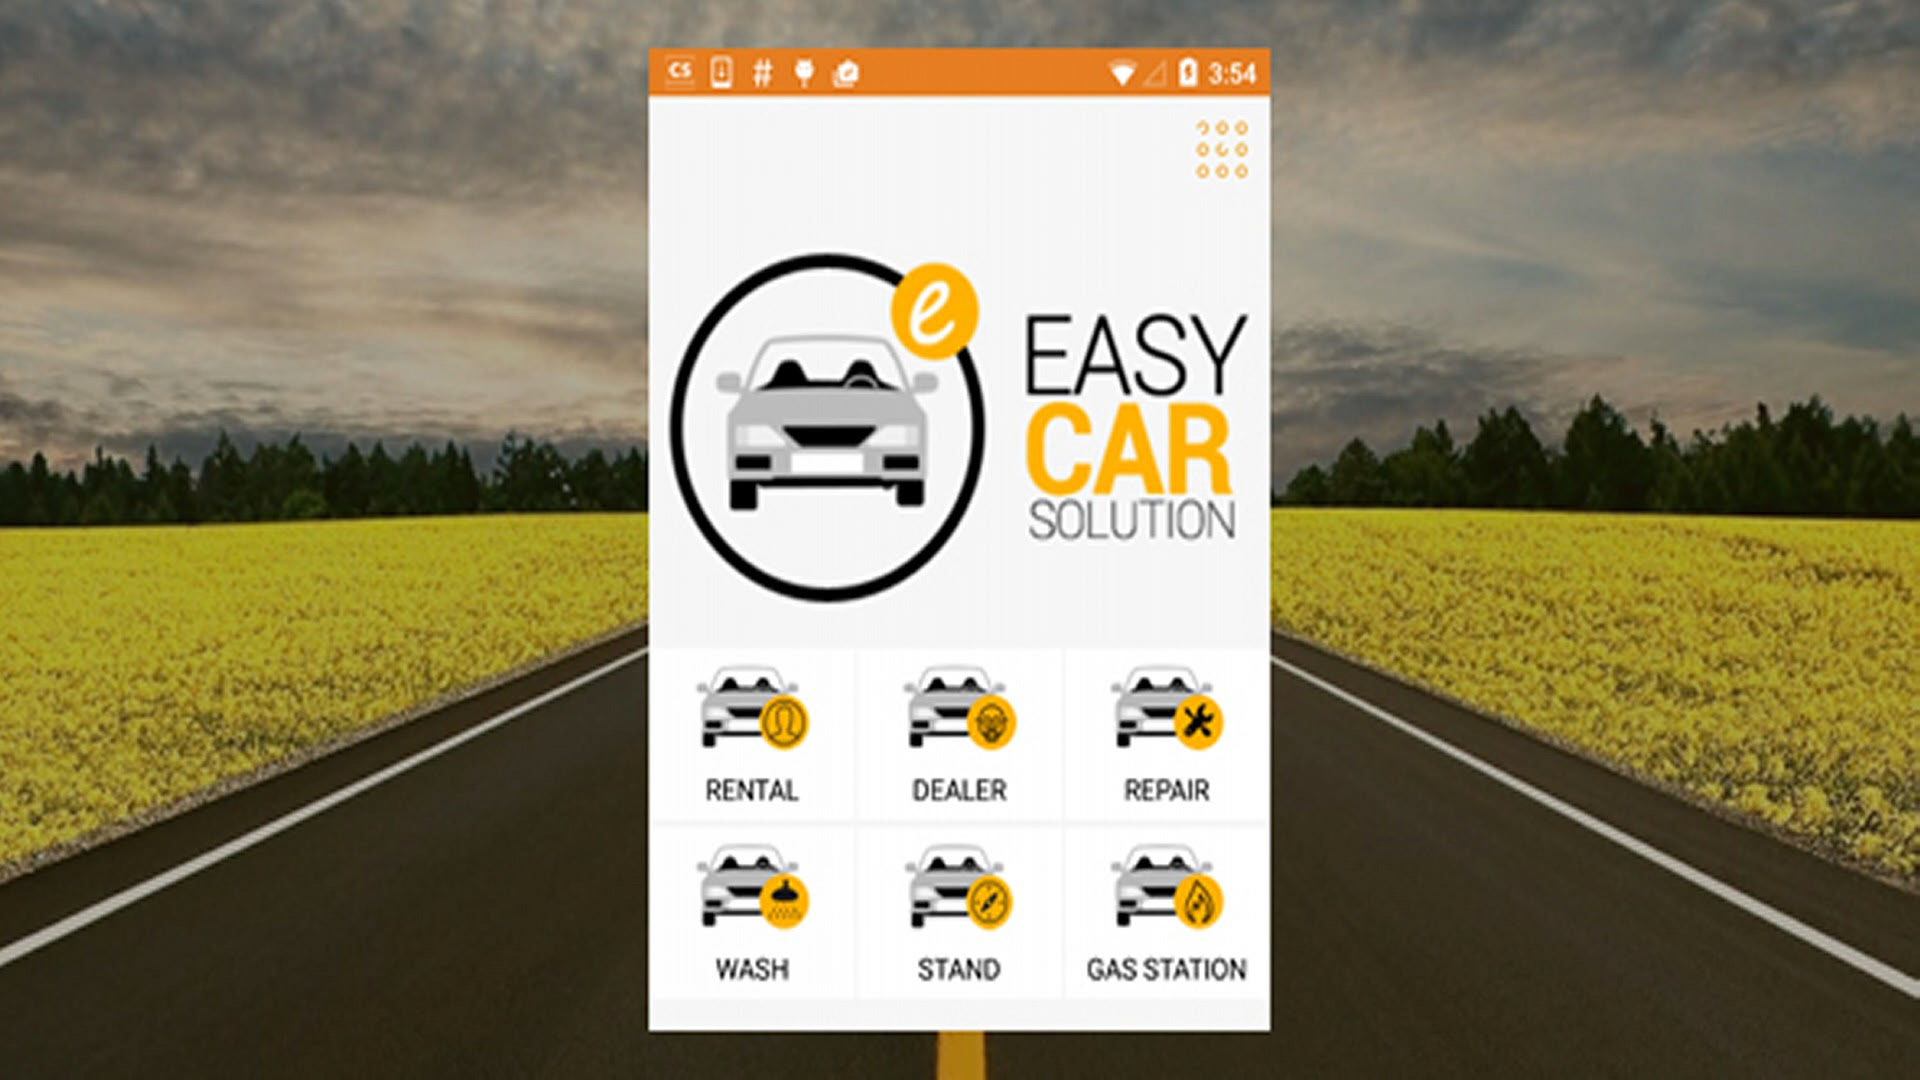 CS # 3:54
e
EASY
CAR
SOLUTION
RENTAL DEALER REPAIR
WASH STAND GAS STATION